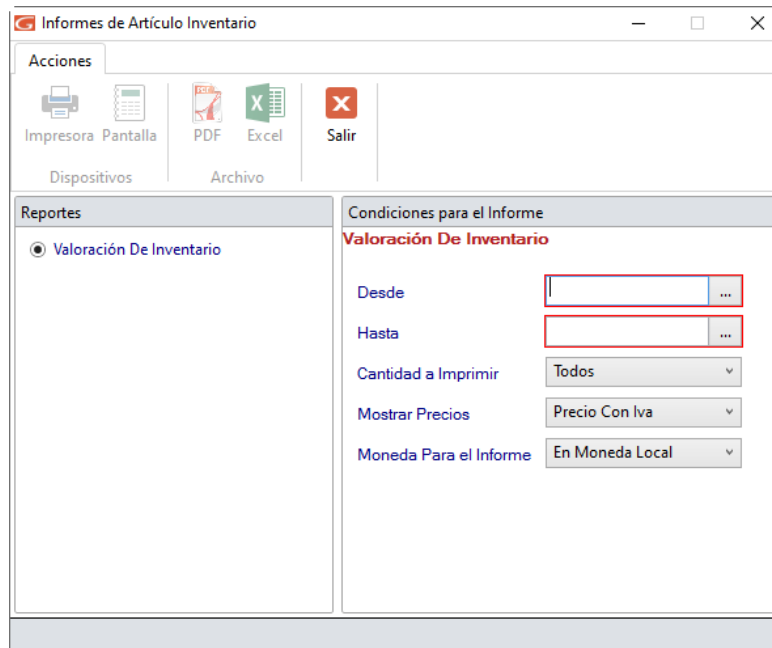 Informes de Artículo Inventario
Acciones
Impresora Pantalla PDF Excel Salir
Dispositivos Archivo
Reportes
Valoración De Inventario
Condiciones para el Informe
Valoración De Inventario
Desde ...
Hasta ...
Cantidad a Imprimir Todos
Mostrar Precios Precio Con Iva
Moneda Para el Informe En Moneda Local